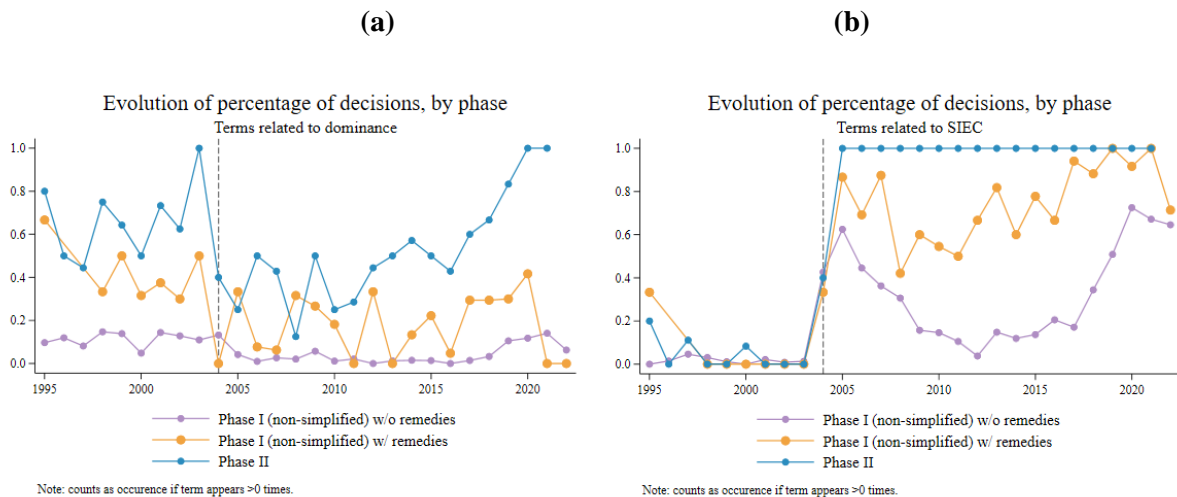 (a)
Evolution of percentage of decisions, by phase
Terms related to dominance
1.0
0.8
0.6
0.4
0.2
0.0
1995 2000 2005 2010 2015 2020
Phase I (non-simplified) w/o remedies
Phase I (non-simplified) w/ remedies
Phase II
Note: counts as occurence if term appears >0 times.
(b)
Evolution of percentage of decisions, by phase
Terms related to SIEC
1.0
0.8
0.6
0.4
0.2
0.0
1995 2000 2005 2010 2015 2020
Phase I (non-simplified) w/o remedies
Phase I (non-simplified) w/ remedies
Phase II
Note: counts as occurence if term appears >0 times.